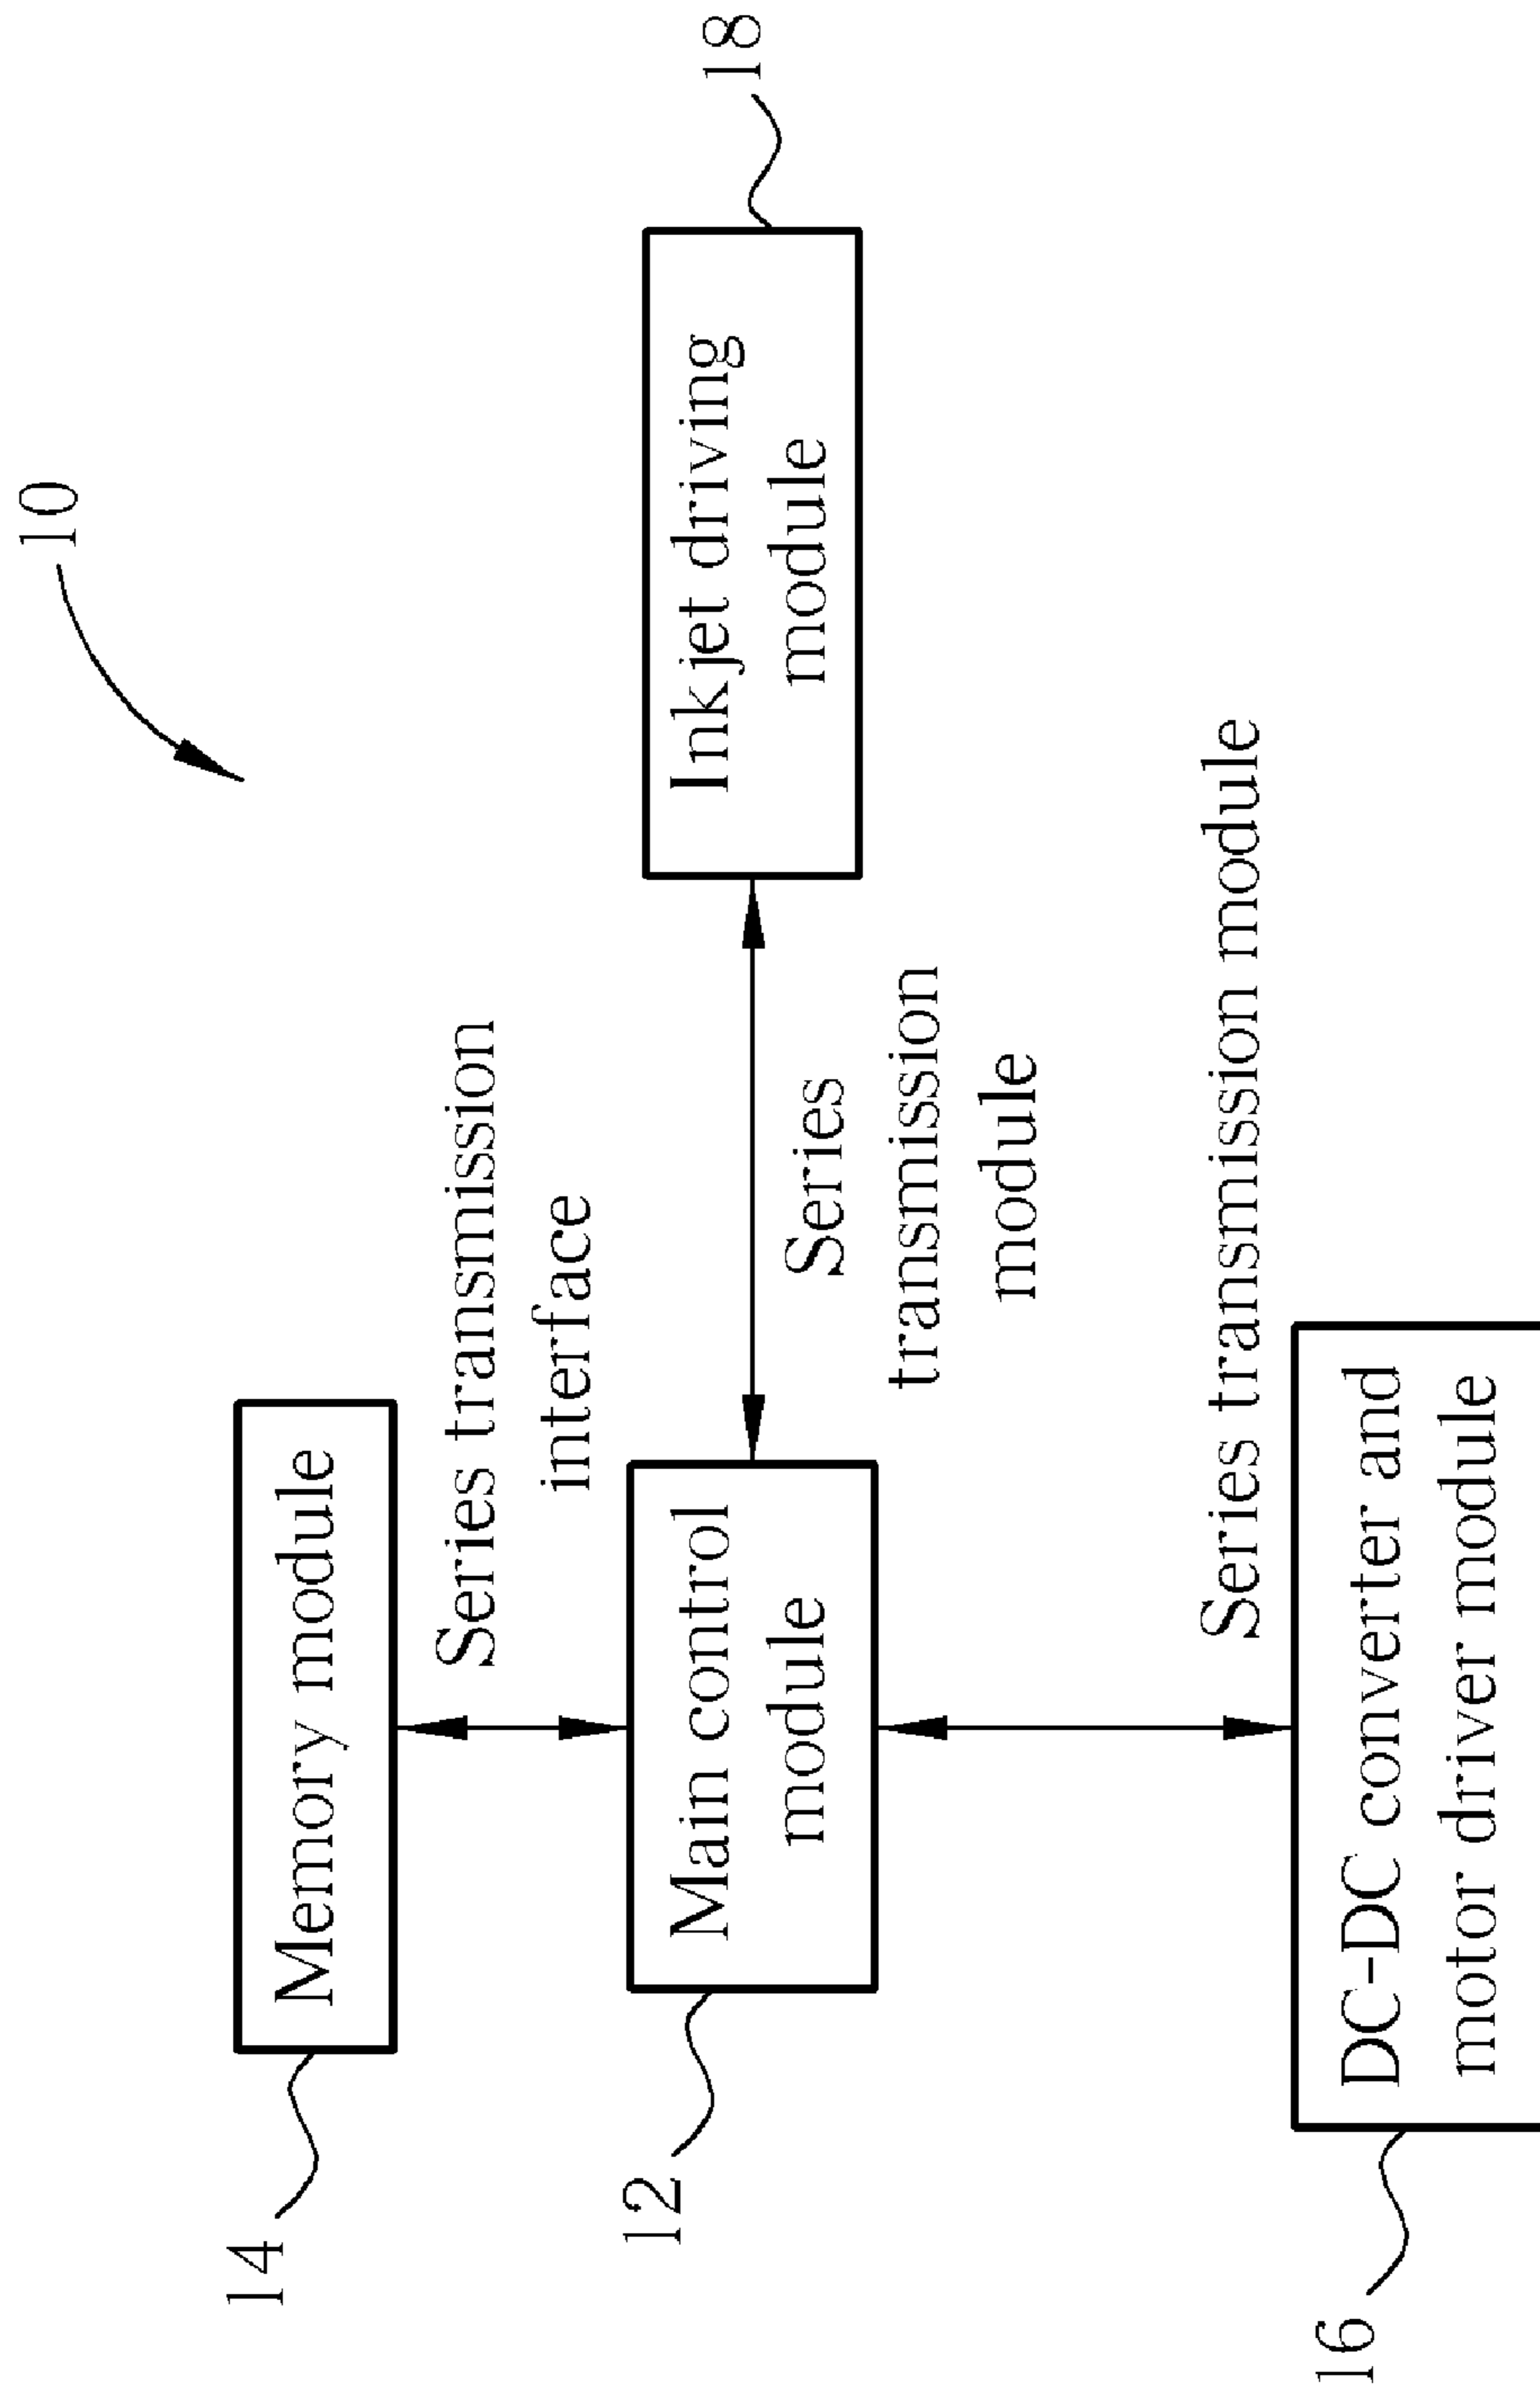 10
14
Memory module
Series transmission
interface
12
Main control
module
Series
transmission
module
Inkjet driving
module
18
Series transmission module
16
DC-DC converter and
motor driver module